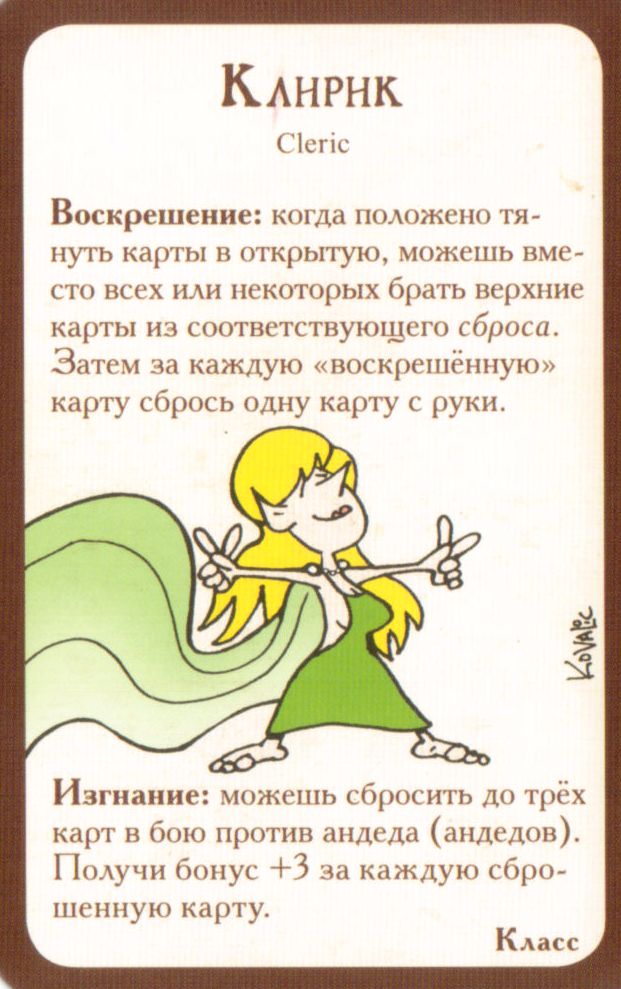 Клирик
Cleric
Воскрешение: когда положено тя-
нуть карты в открытую, можешь вме-
сто всех или некоторых брать верхние
карты из соответствующего сброса.
Затем за каждую «воскрешённую»
карту сбрось одну карту с руки.
Kovalic
Изгнание: можешь сбросить до трёх
карт в бою против андеда (андедов).
Получи бонус +3 за каждую сбро-
шенную карту.
Класс